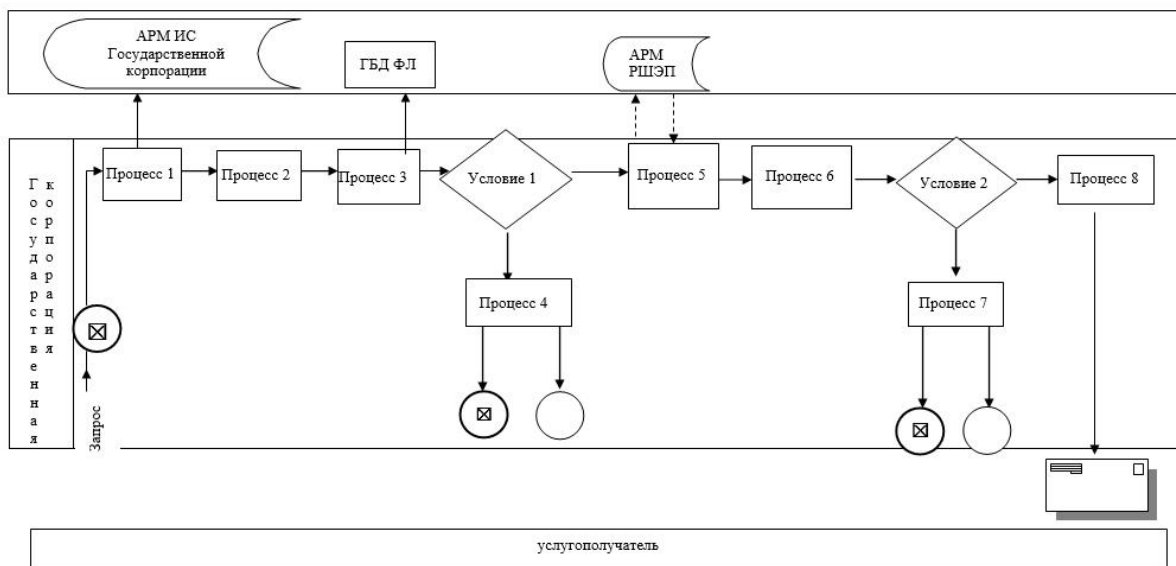 АРМ ИС
Государственной
корпорации
ГБД ФЛ
АРМ
РШЭП
Государственная
корпорация
Процесс 1
Процесс 2
Процесс 3
Условие 1
Процесс 5
Процесс 6
Условие 2
Процесс 8
Процесс 4
Процесс 7
Запрос
услугополучатель